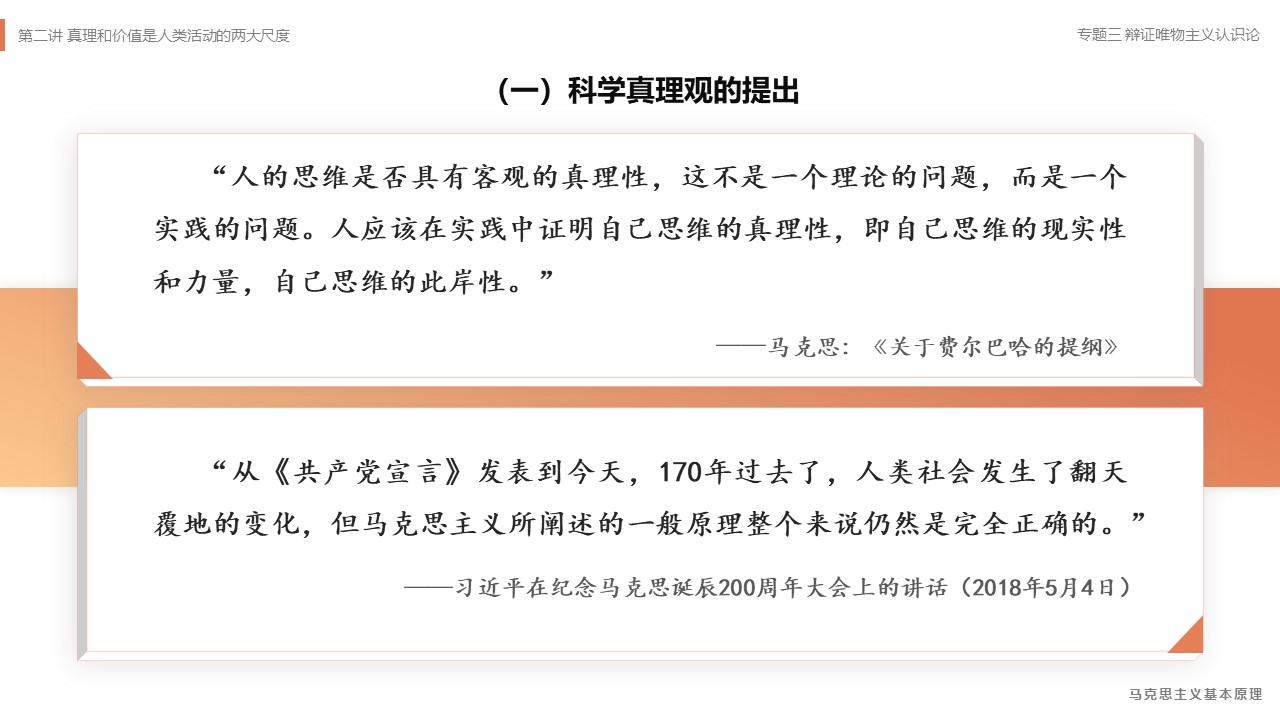 第二讲 真理和价值是人类活动的两大尺度
专题三 辩证唯物主义认识论
（一）科学真理观的提出
“人的思维是否具有客观的真理性，这不是一个理论的问题，而是一个
实践的问题。人应该在实践中证明自己思维的真理性，即自己思维的现实性
和力量，自己思维的此岸性。”
——马克思：《关于费尔巴哈的提纲》
“从《共产党宣言》发表到今天，170年过去了，人类社会发生了翻天
覆地的变化，但马克思主义所阐述的一般原理整个来说仍然是完全正确的。”
——习近平在纪念马克思诞辰200周年大会上的讲话（2018年5月4日）
马克思主义基本原理